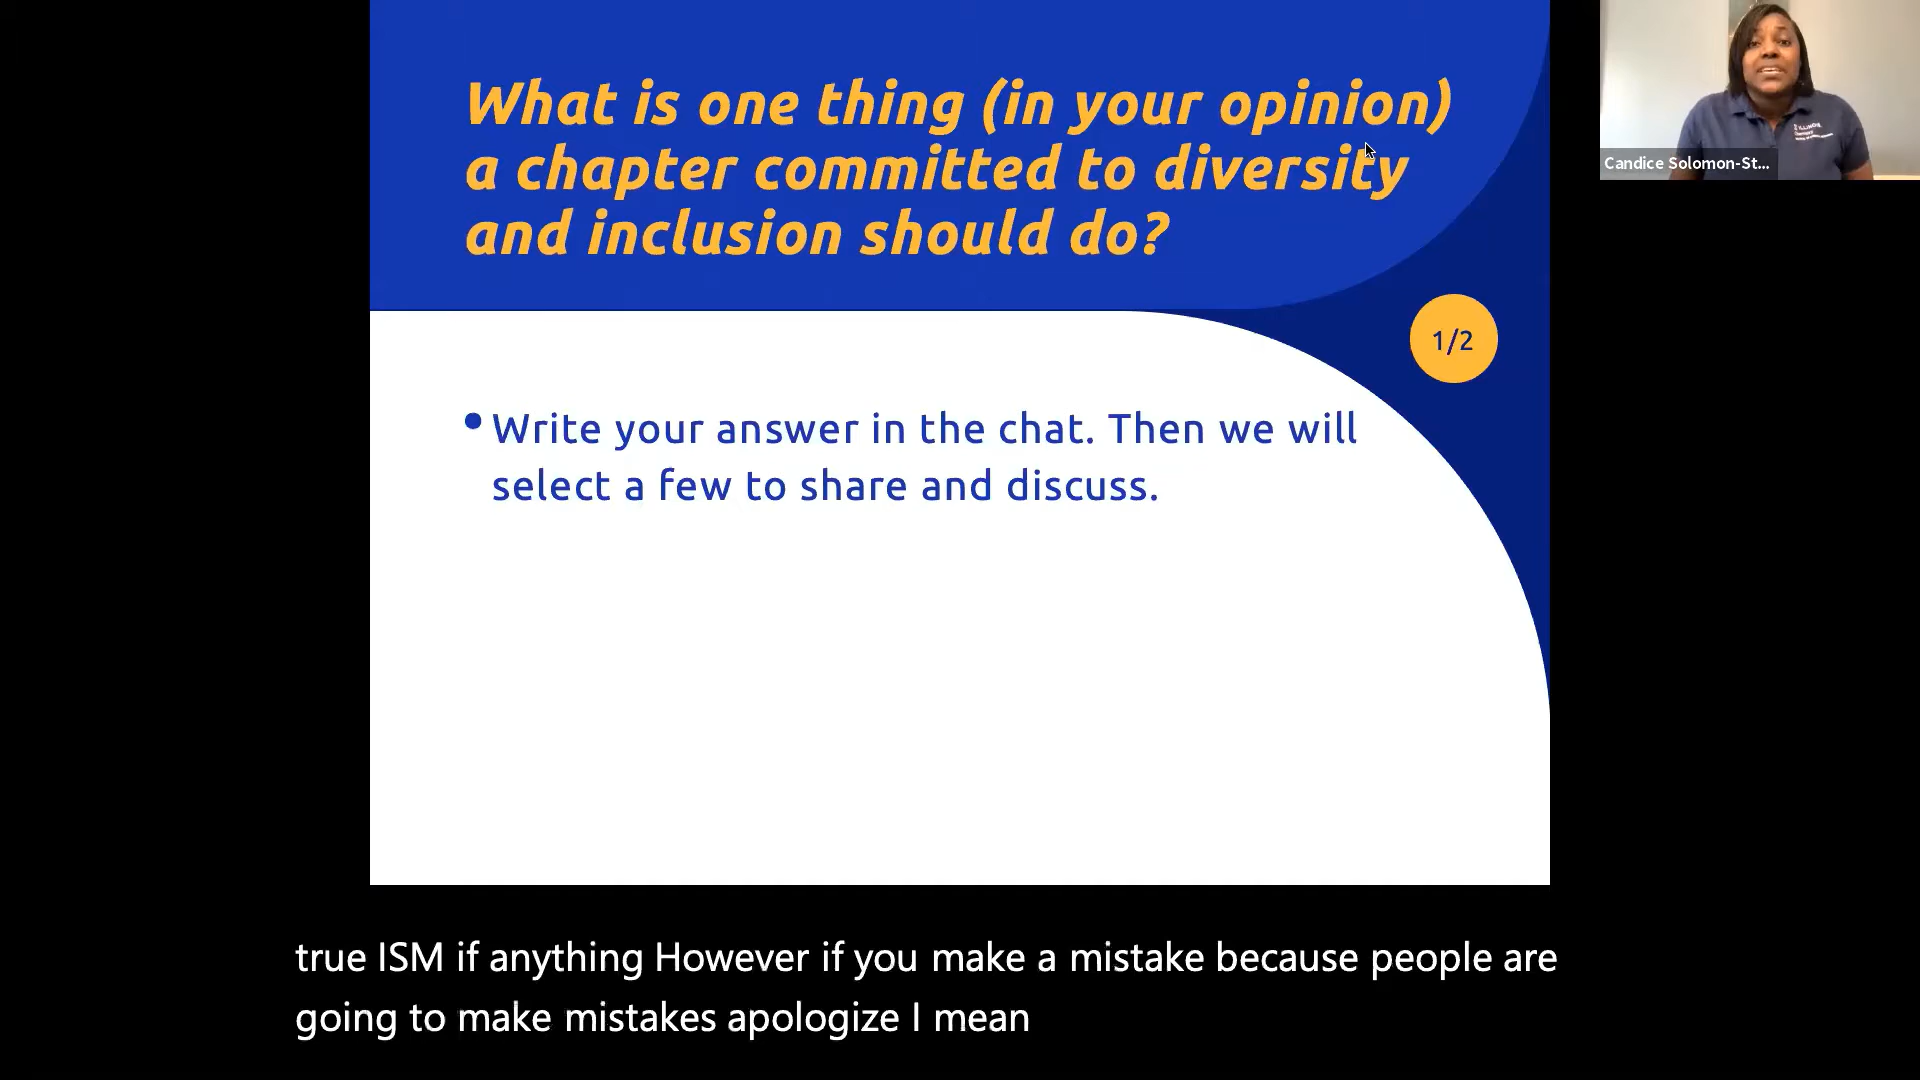 What is one thing (in your opinion)
a chapter committed to diversity
and inclusion should do?
1/2
Write your answer in the chat. Then we will
select a few to share and discuss.
Candice Solomon-St...
ILLINOIS
true ISM if anything However if you make a mistake because people are
going to make mistakes apologize I mean